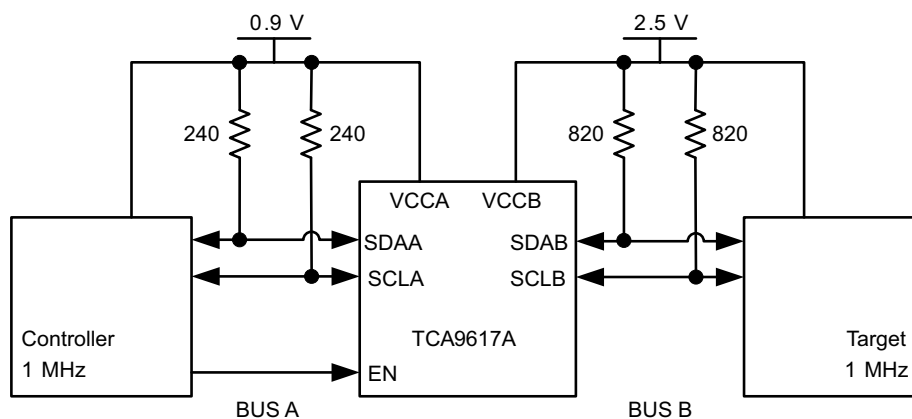 0.9 V
2.5 V
240
240
820
820
VCCA
VCCB
SDAA
SDAB
SCLA
SCLB
Controller
1 MHz
TCA9617A
Target
1 MHz
EN
BUS A
BUS B